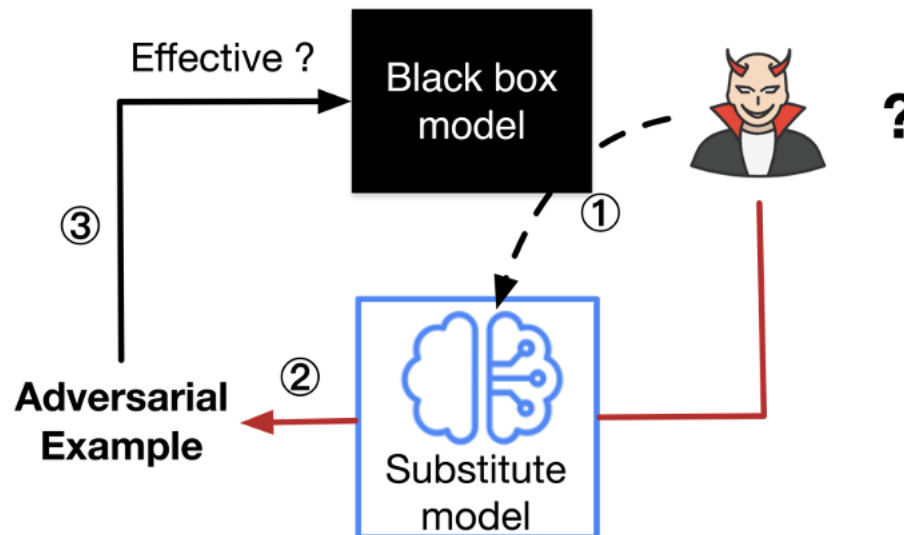 Effective ?
Black box
model
?
①
③
②
Adversarial
Example
Substitute
model